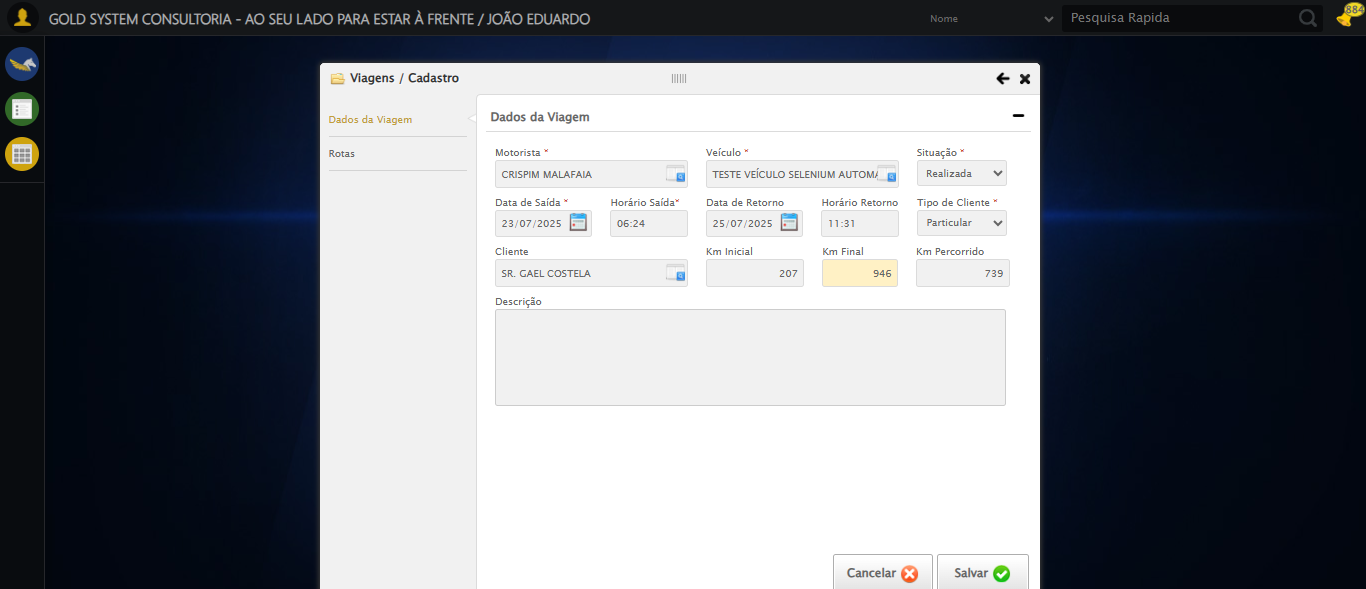 GOLD SYSTEM CONSULTORIA - AO SEU LADO PARA ESTAR À FRENTE / JOÃO EDUARDO
Nome
Pesquisa Rapida
884
Viagens / Cadastro
Dados da Viagem
Rotas
Dados da Viagem
Motorista * Veículo * Situação *
CRISPIM MALAFAIA TESTE VEÍCULO SELENIUM AUTOMA Realizada
Data de Saída * Horário Saída* Data de Retorno Horário Retorno Tipo de Cliente *
23/07/2025 06:24 25/07/2025 11:31 Particular
Cliente Km Inicial Km Final Km Percorrido
SR. GAEL COSTELA 207 946 739
Descrição
Cancelar Salvar